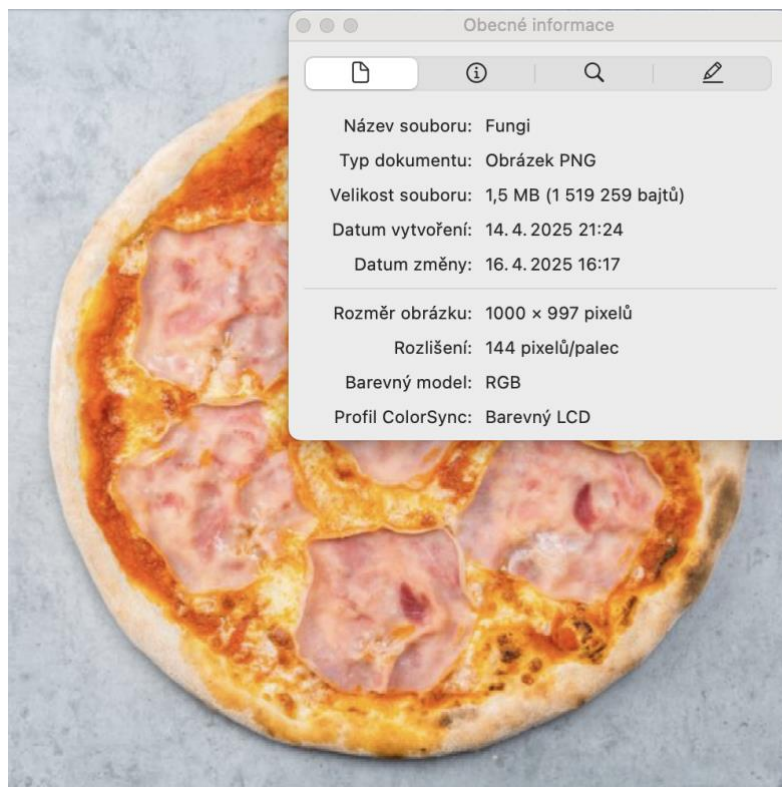 Obecné informace
Název souboru: Fungi
Typ dokumentu: Obrázek PNG
Velikost souboru: 1,5 MB (1 519 259 bajtů)
Datum vytvoření: 14. 4. 2025 21:24
Datum změny: 16. 4. 2025 16:17
Rozměr obrázku: 1000 × 997 pixelů
Rozlišení: 144 pixelů/palec
Barevný model: RGB
Profil ColorSync: Barevný LCD